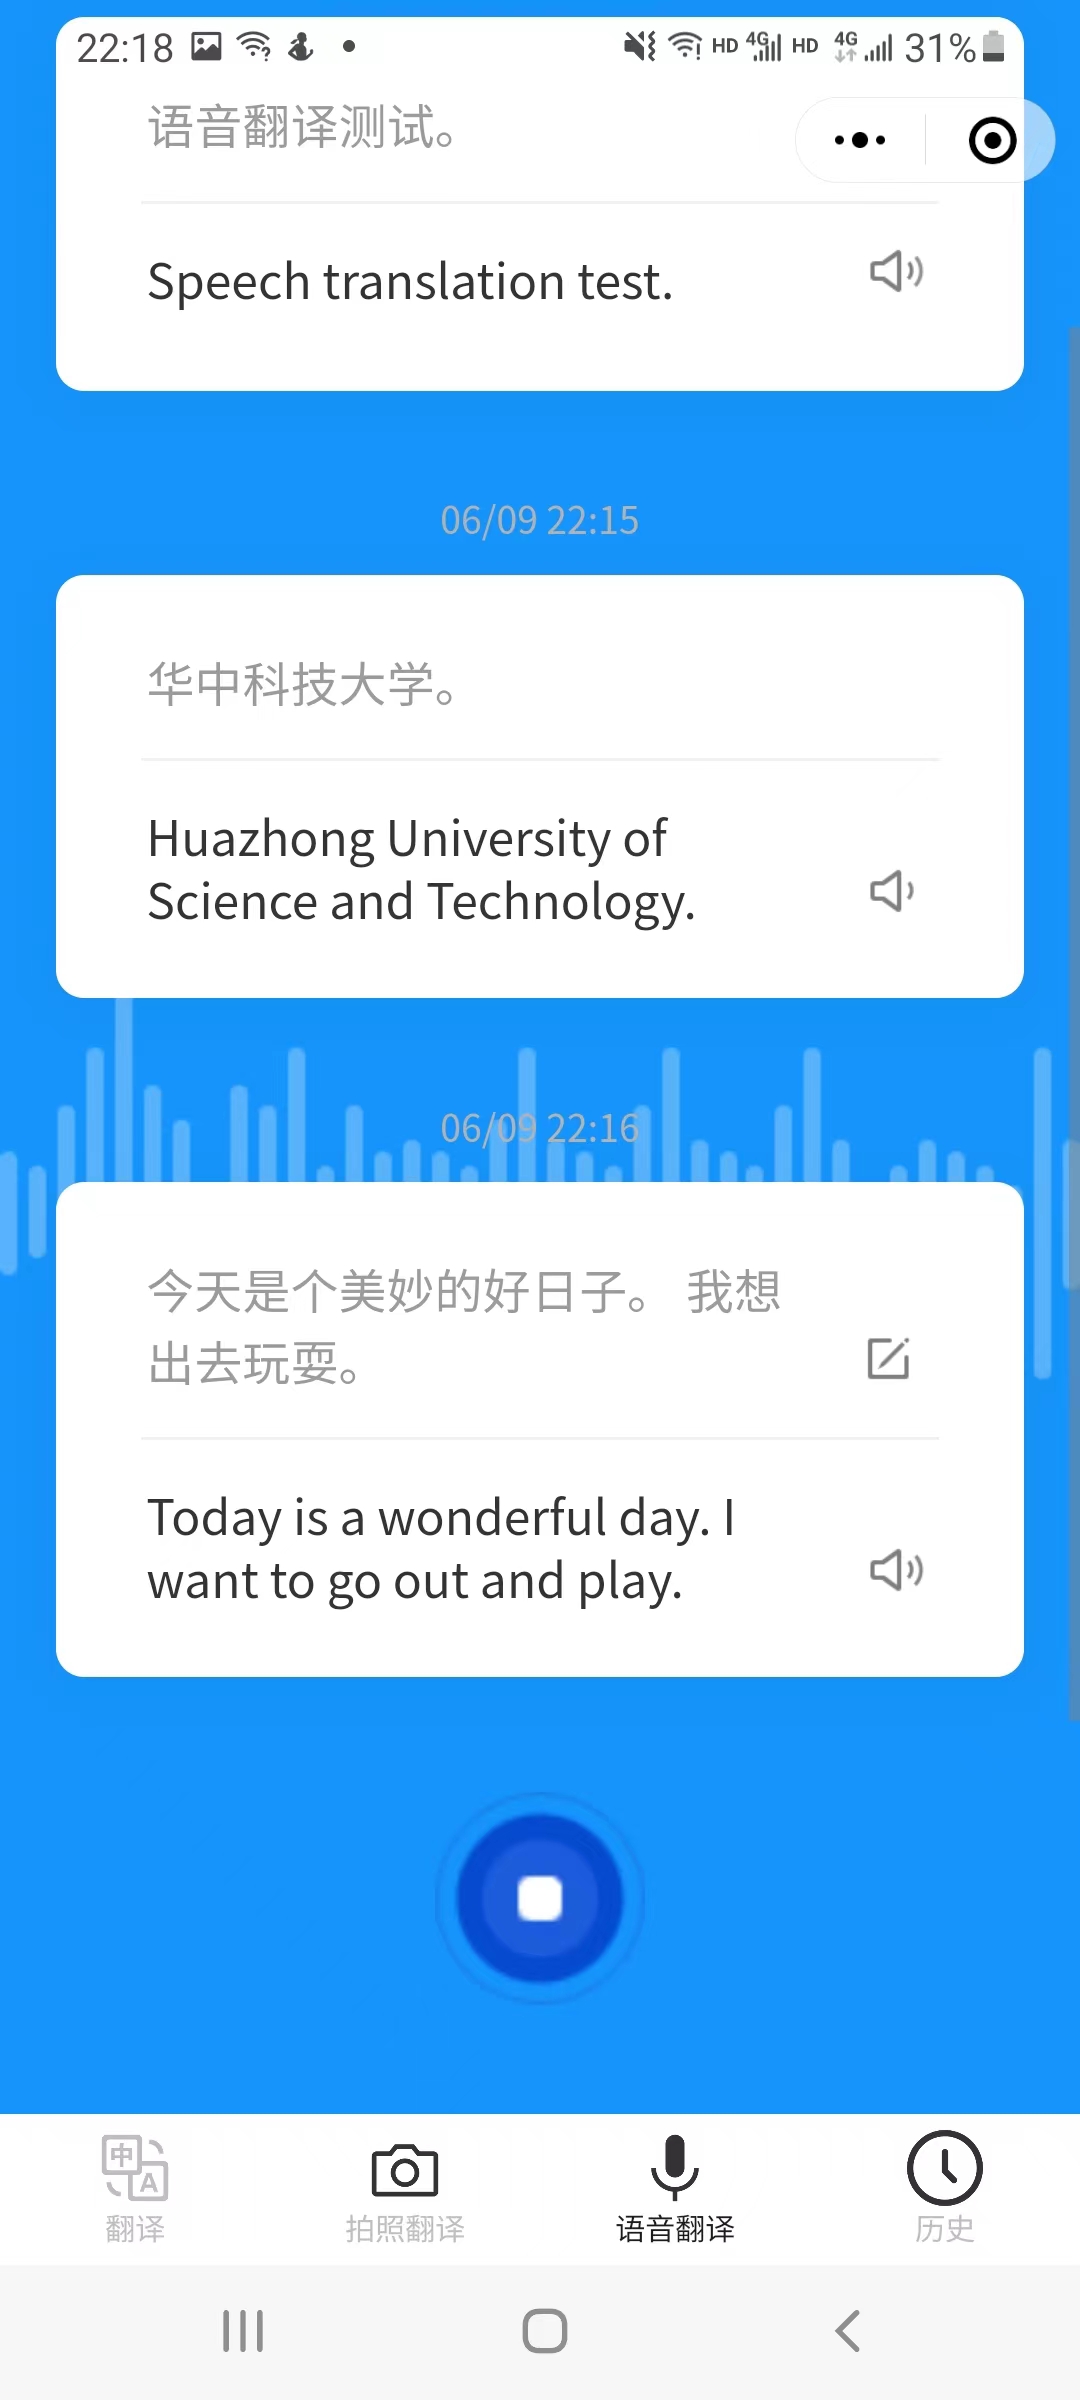 22:18 HD 4G HD 4G 31%
语音翻译测试。
Speech translation test.
06/09 22:15
华中科技大学。
Huazhong University of
Science and Technology.
06/09 22:16
今天是个美妙的好日子。 我想
出去玩耍。
Today is a wonderful day. I
want to go out and play.
中 A
翻译 拍照翻译 语音翻译 历史